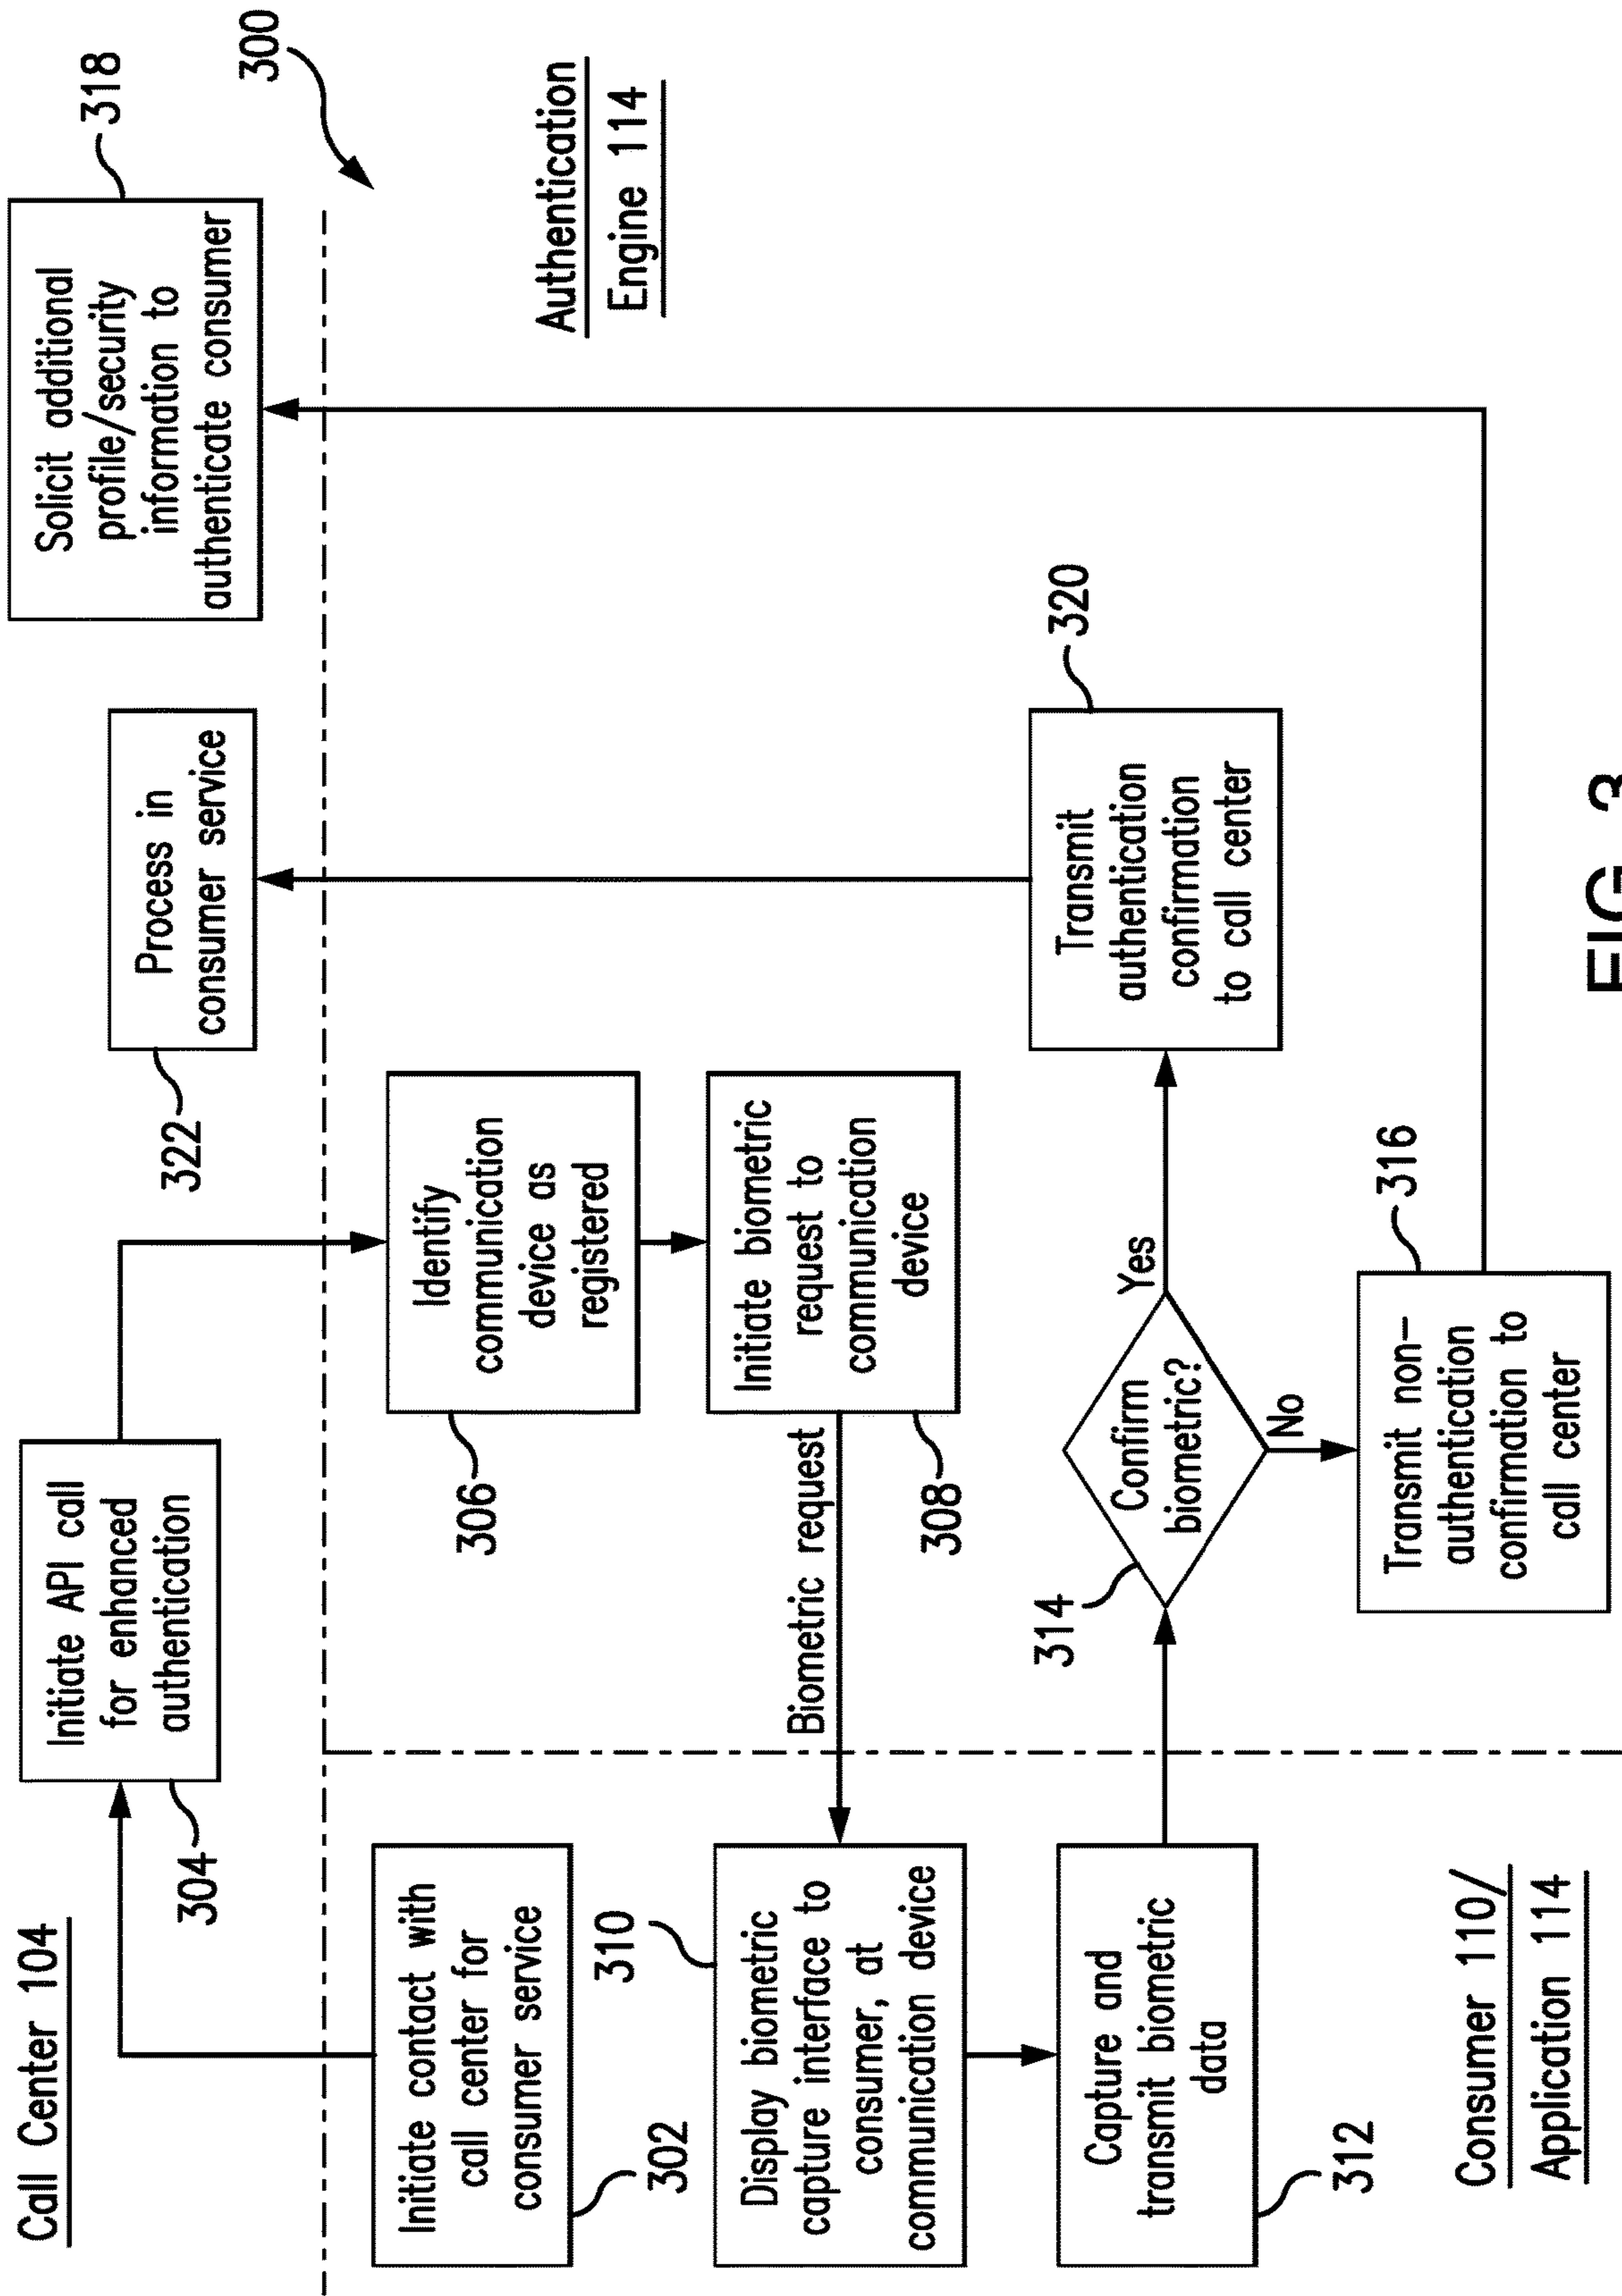 Call Center 104
304
Initiate API call
for enhanced
authentication
322
Process in
consumer service
Solicit additional
profile/security
information to
authenticate consumer
318
300
Initiate contact with
call center for
consumer service
302
306
Identify
communication
device as
registered
Authentication
Engine 114
310
Display biometric
capture interface to
consumer, at
communication device
Biometric request
Initiate biometric
request to
communication
device
308
Capture and
transmit biometric
data
312
314
Confirm
biometric?
Yes
No
Transmit
authentication
confirmation
to call center
320
Transmit non-
authentication
confirmation to
call center
316
Consumer 110/
Application 114
FIG. 3